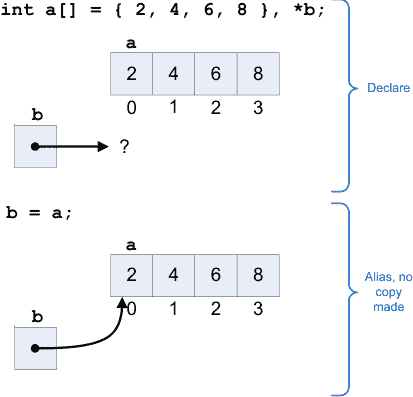 int a[] = { 2, 4, 6, 8 }, *b;
a
2 4 6 8
0 1 2 3
b
?
Declare
b = a;
a
2 4 6 8
0 1 2 3
b
Alias, no
copy
made